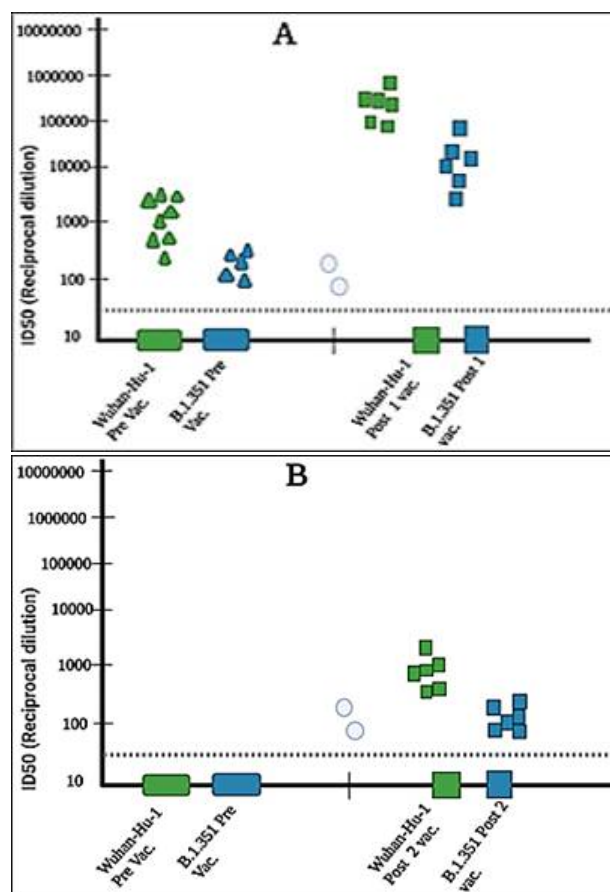 A
10000000
1000000
100000
10000
1000
100
10
ID50 (Reciprocal dilution)
Wuhan-Hu-1
Pre Vac.
B.1.351 Pre
Vac.
Wuhan-Hu-1
Post 1 vac.
B.1.351 Post 1
vac.
B
10000000
1000000
100000
10000
1000
100
10
ID50 (Reciprocal dilution)
Wuhan-Hu-1
Pre Vac.
B.1.351 Pre
Vac.
Wuhan-Hu-1
Post 2 vac.
B.1.351 Post 2
vac.